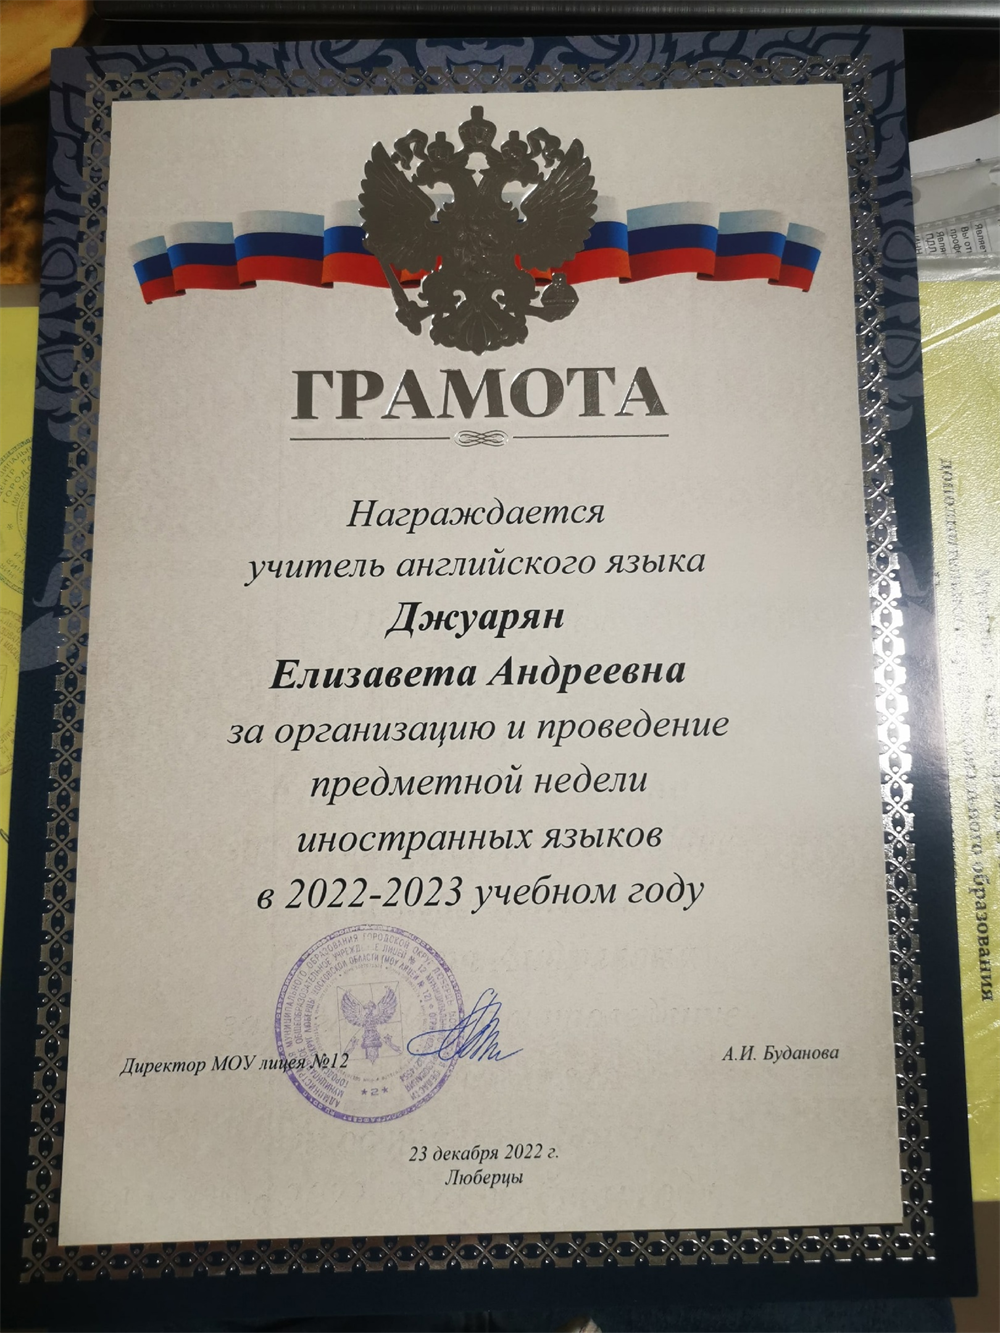 ГРАМОТА
Награждается
учитель английского языка
Джуарян
Елизавета Андреевна
за организацию и проведение
предметной недели
иностранных языков
в 2022-2023 учебном году
Директор МОУ лицея №12
А.И. Буданова
23 декабря 2022 г.
Люберцы
образования